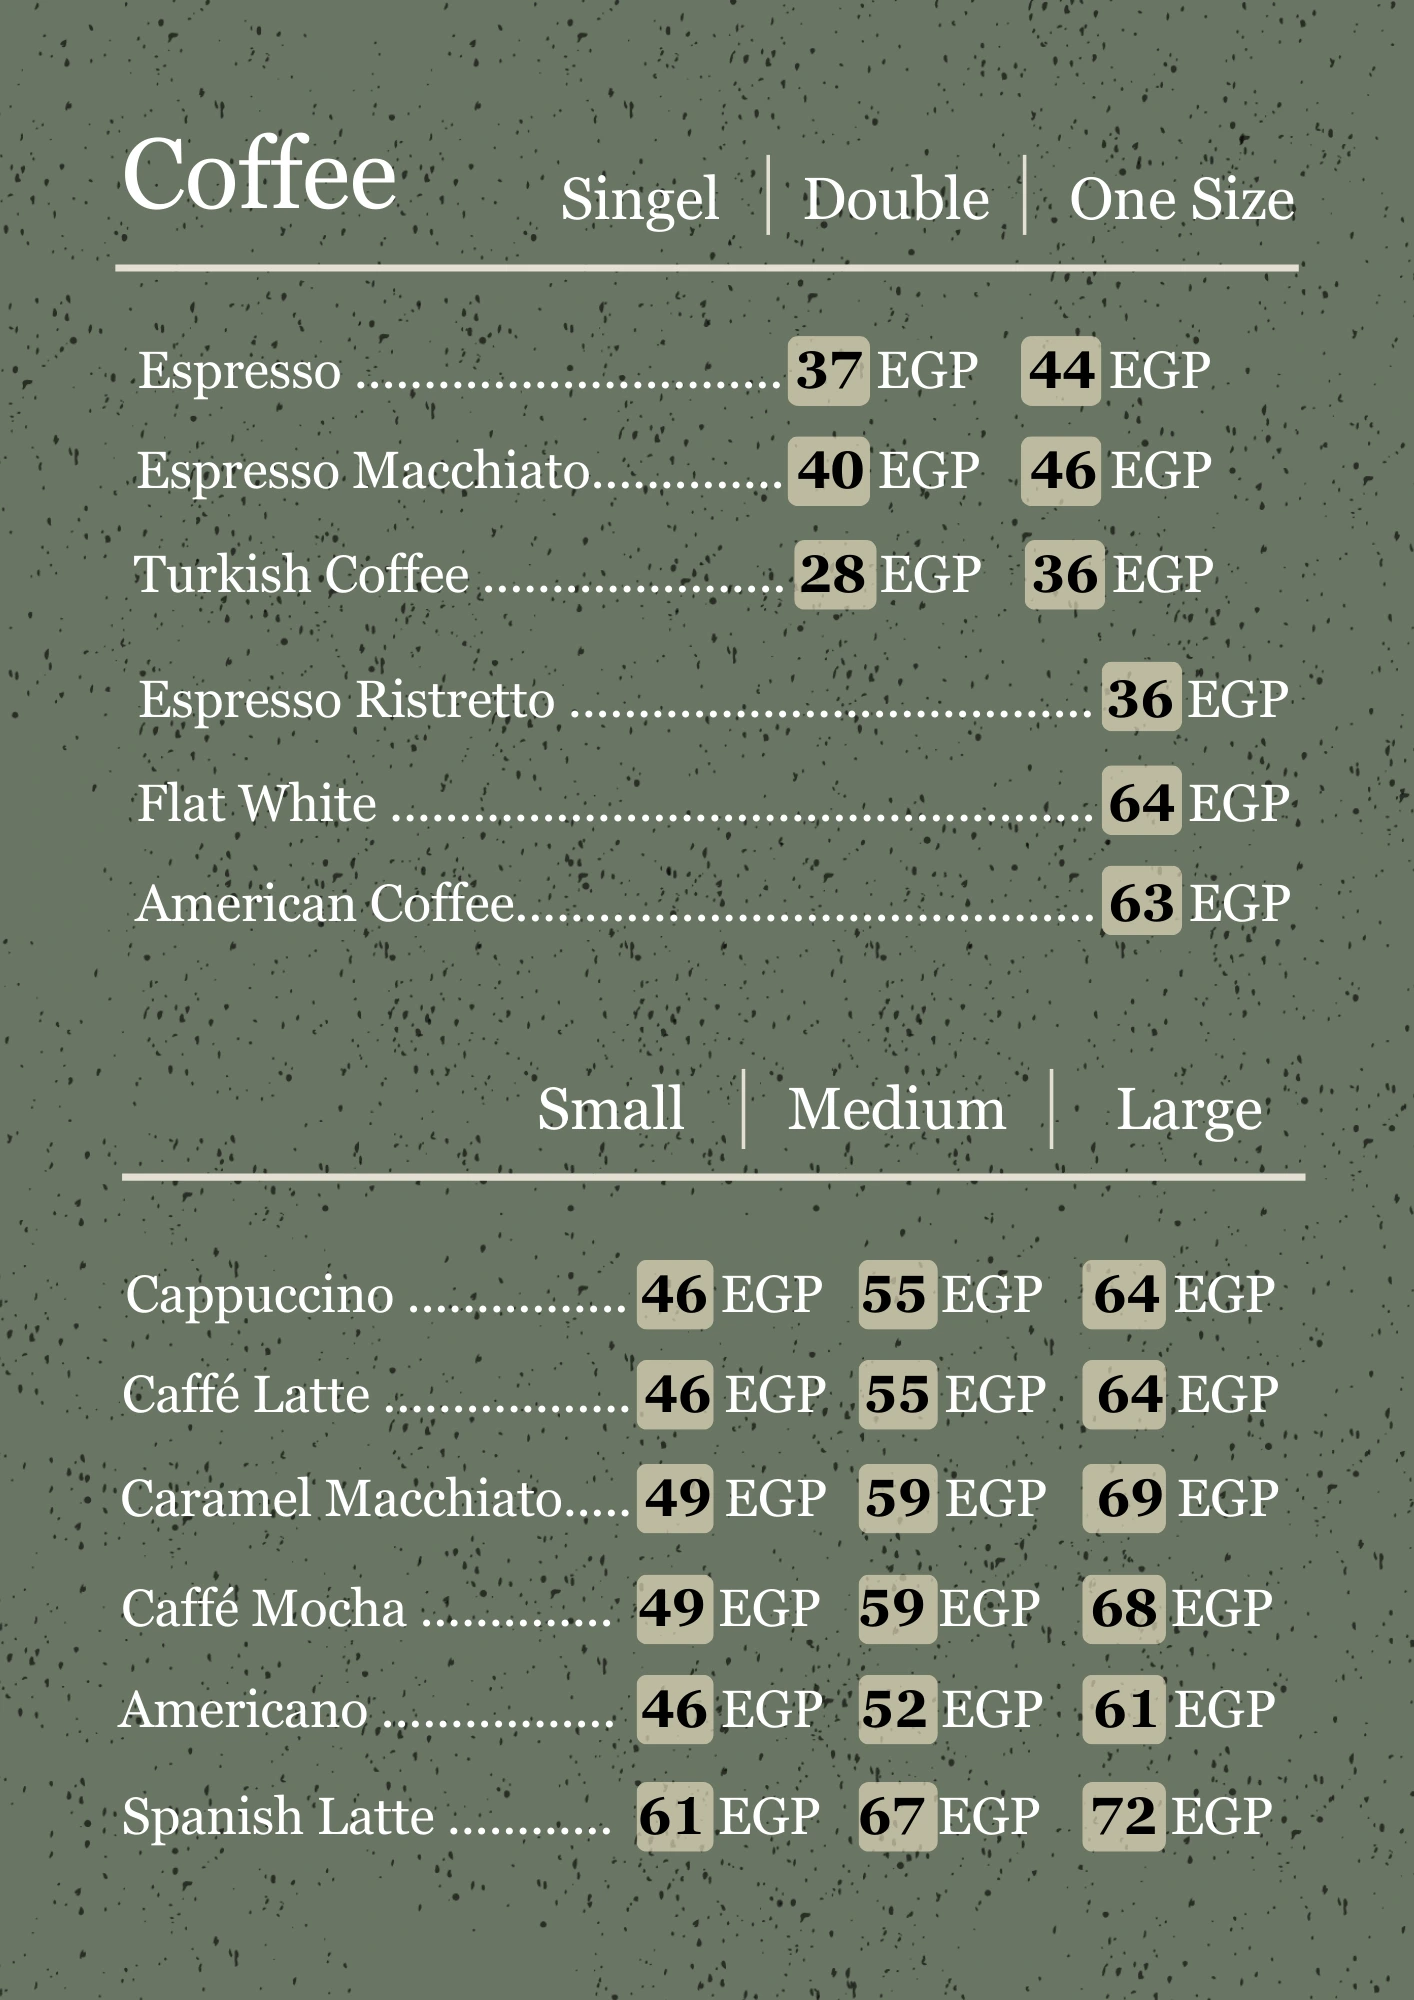 Coffee Singel Double One Size
Espresso ............................... 37 EGP 44 EGP
Espresso Macchiato.............. 40 EGP 46 EGP
Turkish Coffee ...................... 28 EGP 36 EGP
Espresso Ristretto ...................................... 36 EGP
Flat White ................................................... 64 EGP
American Coffee.......................................... 63 EGP
Small Medium Large
Cappuccino ................ 46 EGP 55 EGP 64 EGP
Caffé Latte .................. 46 EGP 55 EGP 64 EGP
Caramel Macchiato..... 49 EGP 59 EGP 69 EGP
Caffé Mocha .............. 49 EGP 59 EGP 68 EGP
Americano ................. 46 EGP 52 EGP 61 EGP
Spanish Latte ............ 61 EGP 67 EGP 72 EGP